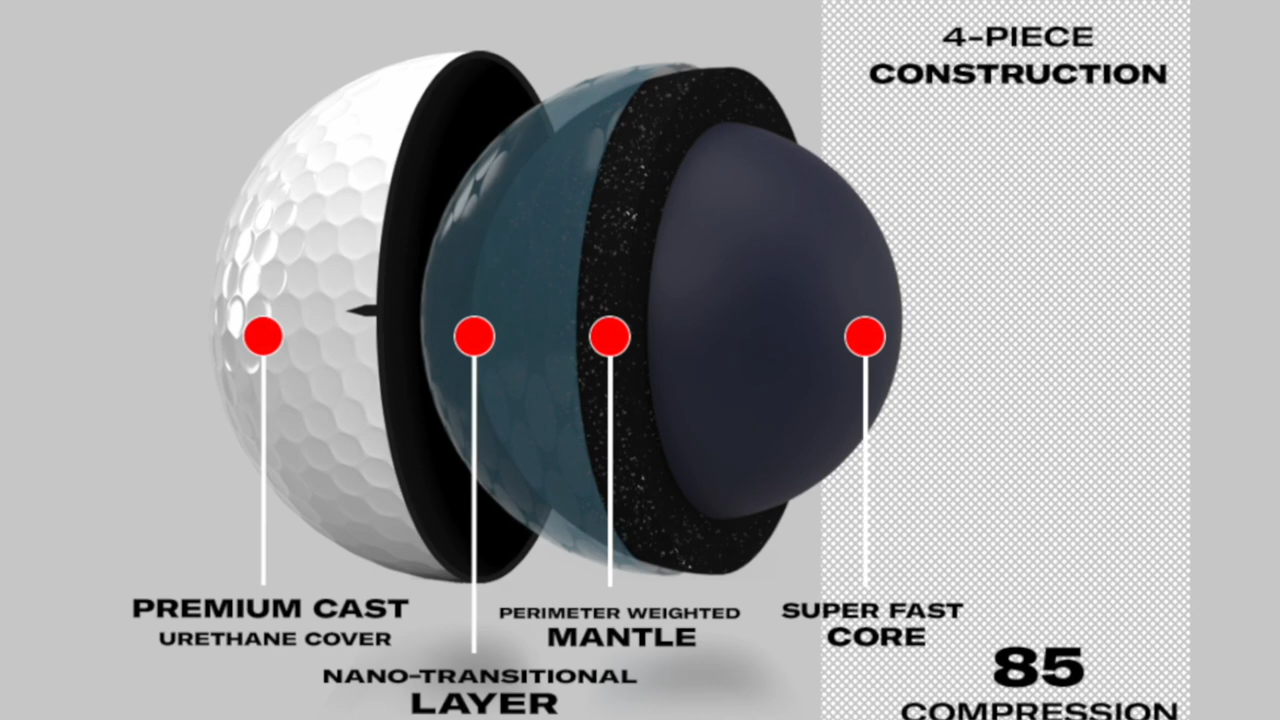 4-PIECE
CONSTRUCTION
PREMIUM CAST
URETHANE COVER
NANO-TRANSITIONAL
LAYER
PERIMETER WEIGHTED
MANTLE
SUPER FAST
CORE
85
COMPRESSION